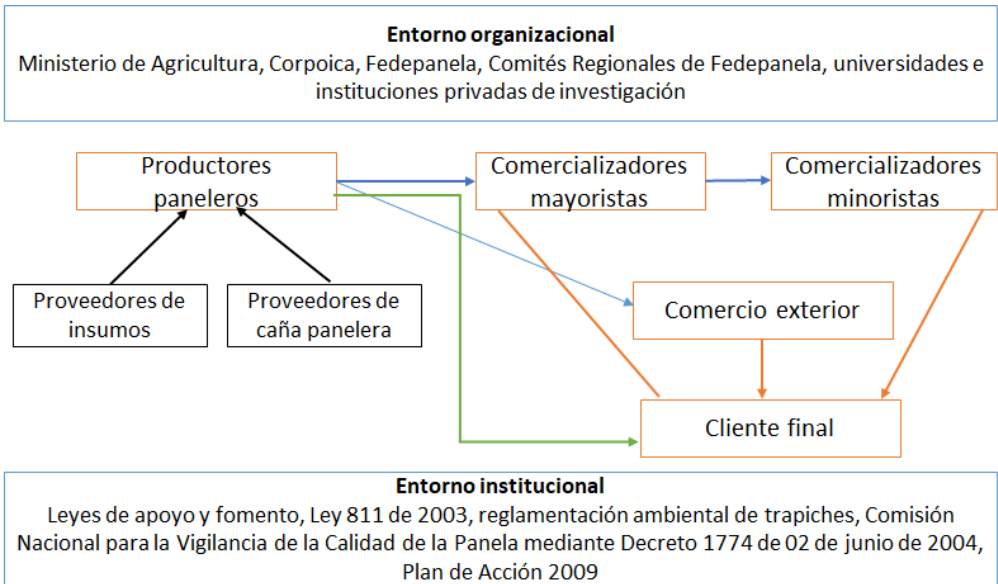 Entorno organizacional
Ministerio de Agricultura, Corpoica, Fedepanela, Comités Regionales de Fedepanela, universidades e
instituciones privadas de investigación
Productores
paneleros
Comercializadores
mayoristas
Comercializadores
minoristas
Proveedores de
insumos
Proveedores de
caña panelera
Comercio exterior
Cliente final
Entorno institucional
Leyes de apoyo y fomento, Ley 811 de 2003, reglamentación ambiental de trapiches, Comisión
Nacional para la Vigilancia de la Calidad de la Panela mediante Decreto 1774 de 02 de junio de 2004,
Plan de Acción 2009